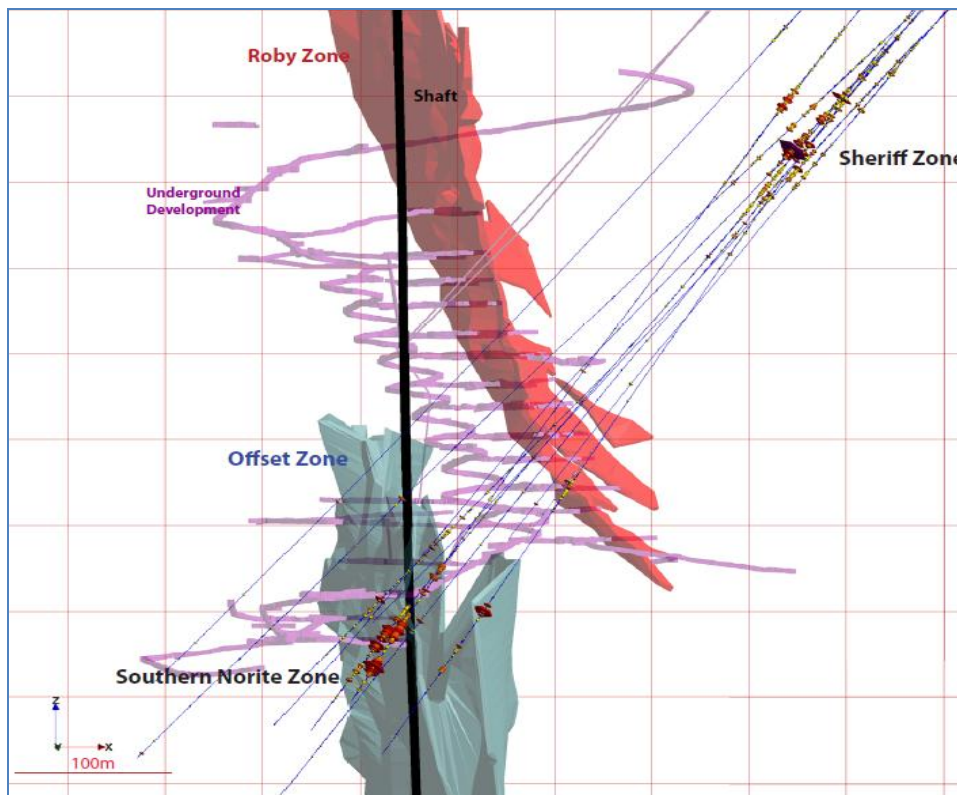 Roby Zone
Shaft
Sheriff Zone
Underground
Development
Offset Zone
Southern Norite Zone
Z
Y
X
100m